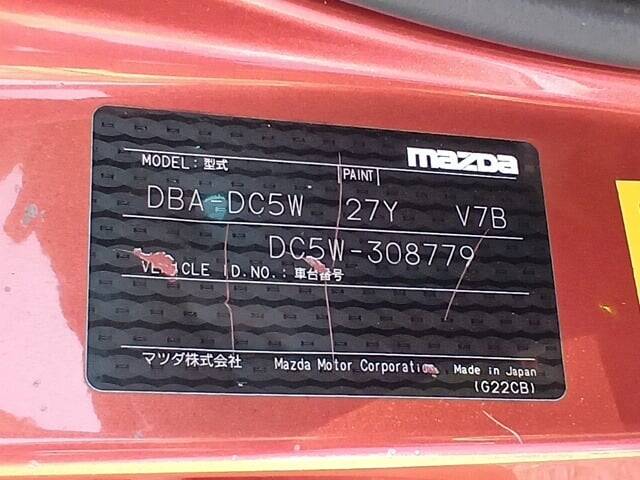 mazda
MODEL: 型式 PAINT
DBA-DC5W 27Y V7B
DC5W-308779
VEHICLE I.D.NO.: 車台番号
マツダ株式会社 Mazda Motor Corporation Made in Japan
(G22CB)